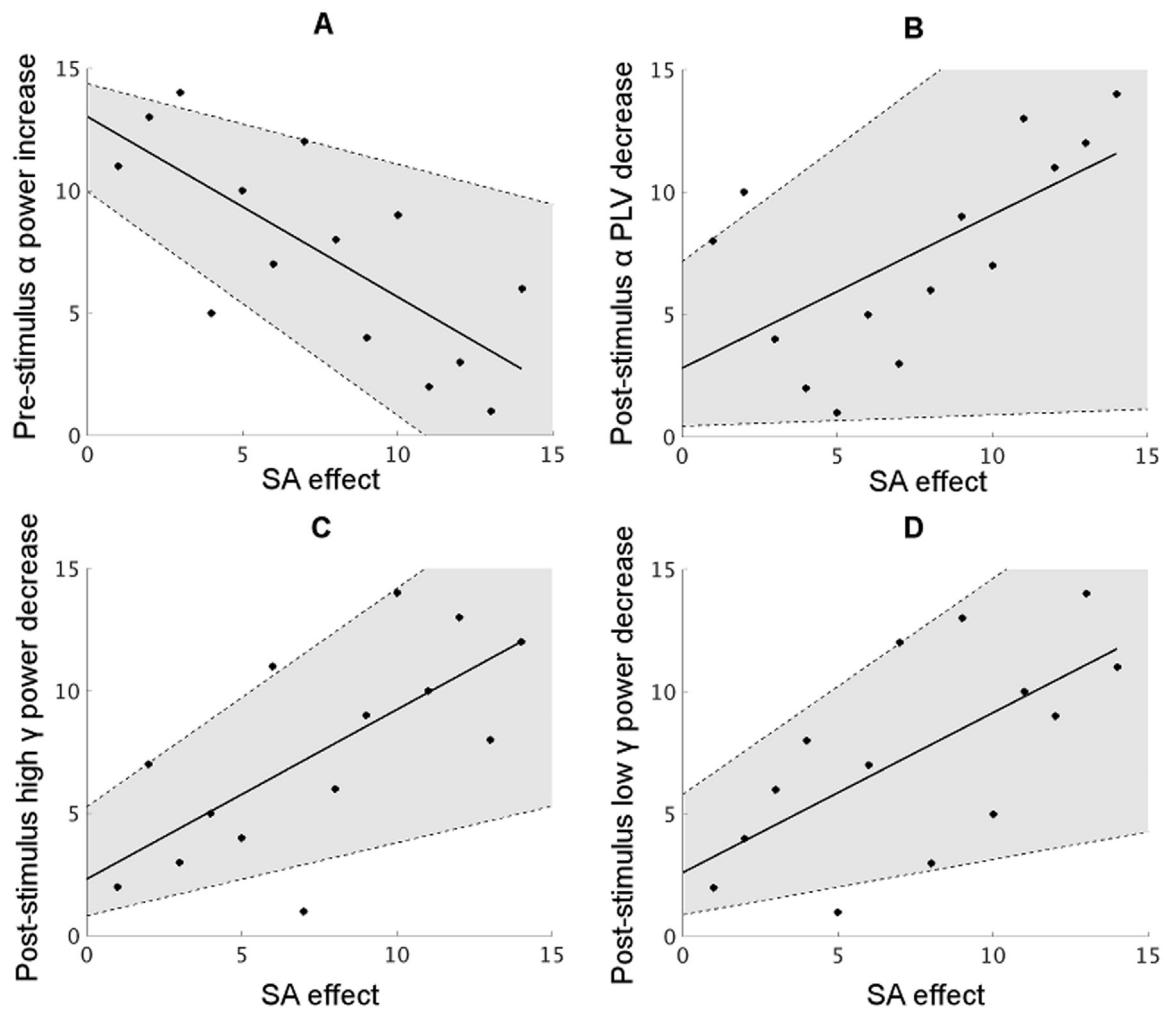 A
Pre-stimulus α power increase
15
10
5
0
0 5 10 15
SA effect
B
Post-stimulus α PLV decrease
15
10
5
0
0 5 10 15
SA effect
C
Post-stimulus high γ power decrease
15
10
5
0
0 5 10 15
SA effect
D
Post-stimulus low γ power decrease
15
10
5
0
0 5 10 15
SA effect